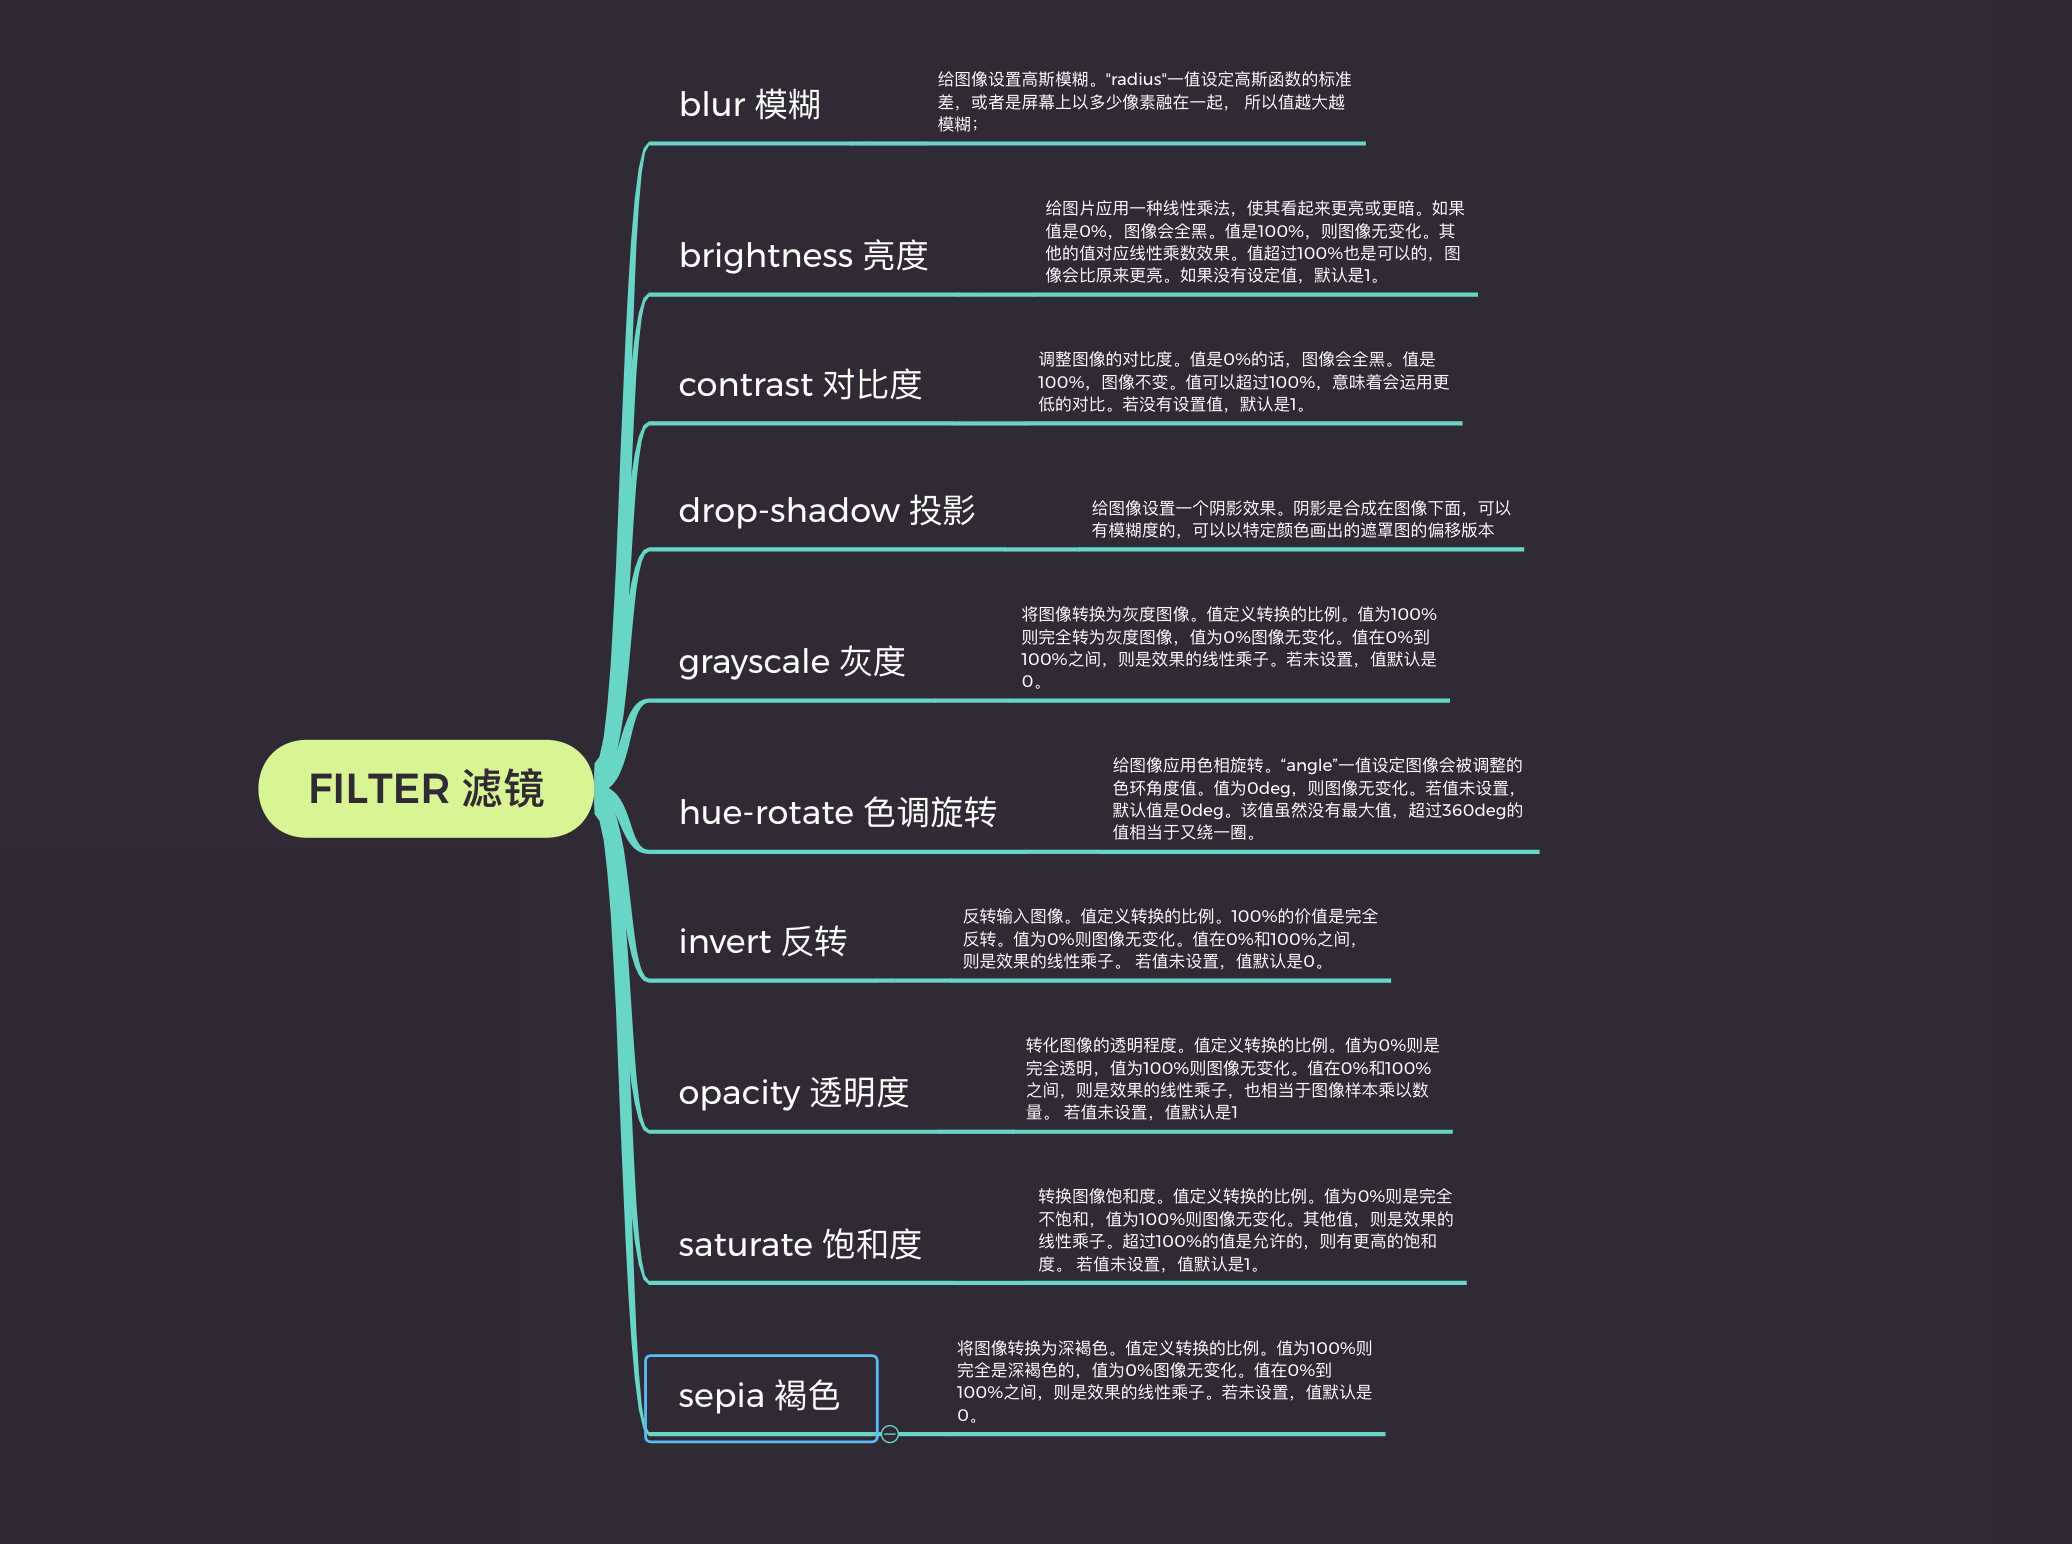 blur 模糊
给图像设置高斯模糊。"radius"一值设定高斯函数的标准
差，或者是屏幕上以多少像素融在一起， 所以值越大越
模糊；
brightness 亮度
给图片应用一种线性乘法，使其看起来更亮或更暗。如果
值是0%，图像会全黑。值是100%，则图像无变化。其
他的值对应线性乘数效果。值超过100%也是可以的，图
像会比原来更亮。如果没有设定值，默认是1。
contrast 对比度
调整图像的对比度。值是0%的话，图像会全黑。值是
100%，图像不变。值可以超过100%，意味着会运用更
低的对比。若没有设置值，默认是1。
drop-shadow 投影
给图像设置一个阴影效果。阴影是合成在图像下面，可以
有模糊度的，可以以特定颜色画出的遮罩图的偏移版本
grayscale 灰度
将图像转换为灰度图像。值定义转换的比例。值为100%
则完全转为灰度图像，值为0%图像无变化。值在0%到
100%之间，则是效果的线性乘子。若未设置，值默认是
0。
FILTER 滤镜
hue-rotate 色调旋转
给图像应用色相旋转。“angle”一值设定图像会被调整的
色环角度值。值为0deg，则图像无变化。若值未设置，
默认值是0deg。该值虽然没有最大值，超过360deg的
值相当于又绕一圈。
invert 反转
反转输入图像。值定义转换的比例。100%的价值是完全
反转。值为0%则图像无变化。值在0%和100%之间，
则是效果的线性乘子。 若值未设置，值默认是0。
opacity 透明度
转化图像的透明程度。值定义转换的比例。值为0%则是
完全透明，值为100%则图像无变化。值在0%和100%
之间，则是效果的线性乘子，也相当于图像样本乘以数
量。 若值未设置，值默认是1
saturate 饱和度
转换图像饱和度。值定义转换的比例。值为0%则是完全
不饱和，值为100%则图像无变化。其他值，则是效果的
线性乘子。超过100%的值是允许的，则有更高的饱和
度。 若值未设置，值默认是1。
sepia 褐色
将图像转换为深褐色。值定义转换的比例。值为100%则
完全是深褐色的，值为0%图像无变化。值在0%到
100%之间，则是效果的线性乘子。若未设置，值默认是
0。